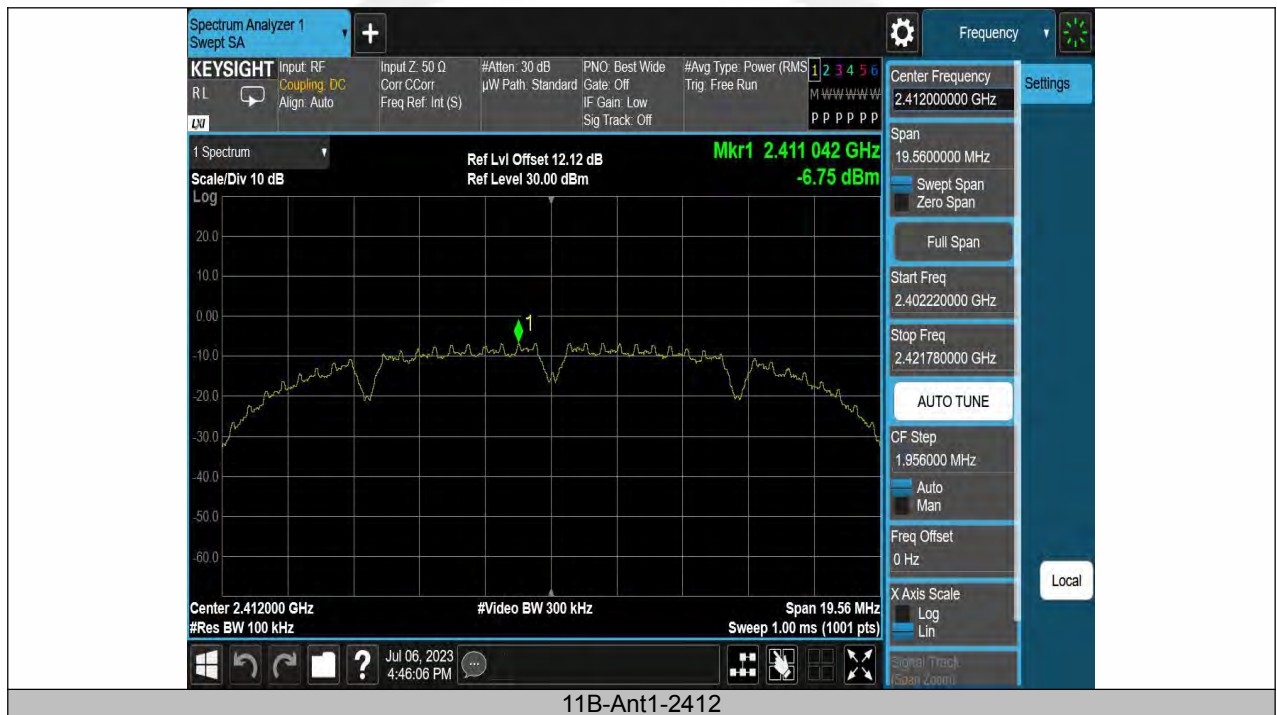 Spectrum Analyzer 1
Swept SA
+
Frequency
KEYSIGHT
RL
LXI
Input: RF
Coupling: DC
Align: Auto
Input Z: 50 Ω
Corr CCorr
Freq Ref: Int (S)
#Atten: 30 dB
µW Path: Standard
PNO: Best Wide
Gate: Off
IF Gain: Low
Sig Track: Off
#Avg Type: Power (RMS
Trig: Free Run
1 2 3 4 5 6
M W W W W W
P P P P P P
Center Frequency
2.412000000 GHz
Settings
Span
19.5600000 MHz
Swept Span
Zero Span
Full Span
Start Freq
2.402220000 GHz
Stop Freq
2.421780000 GHz
AUTO TUNE
CF Step
1.956000 MHz
Auto
Man
Freq Offset
0 Hz
X Axis Scale
Log
Lin
Signal Track
(Span Zoom)
Local
1 Spectrum
Scale/Div 10 dB
Log
Ref Lvl Offset 12.12 dB
Ref Level 30.00 dBm
Mkr1 2.411 042 GHz
-6.75 dBm
20.0
10.0
0.00
-10.0
-20.0
-30.0
-40.0
-50.0
-60.0
1
Center 2.412000 GHz
#Res BW 100 kHz
#Video BW 300 kHz
Span 19.56 MHz
Sweep 1.00 ms (1001 pts)
?
Jul 06, 2023
4:46:06 PM
11B-Ant1-2412